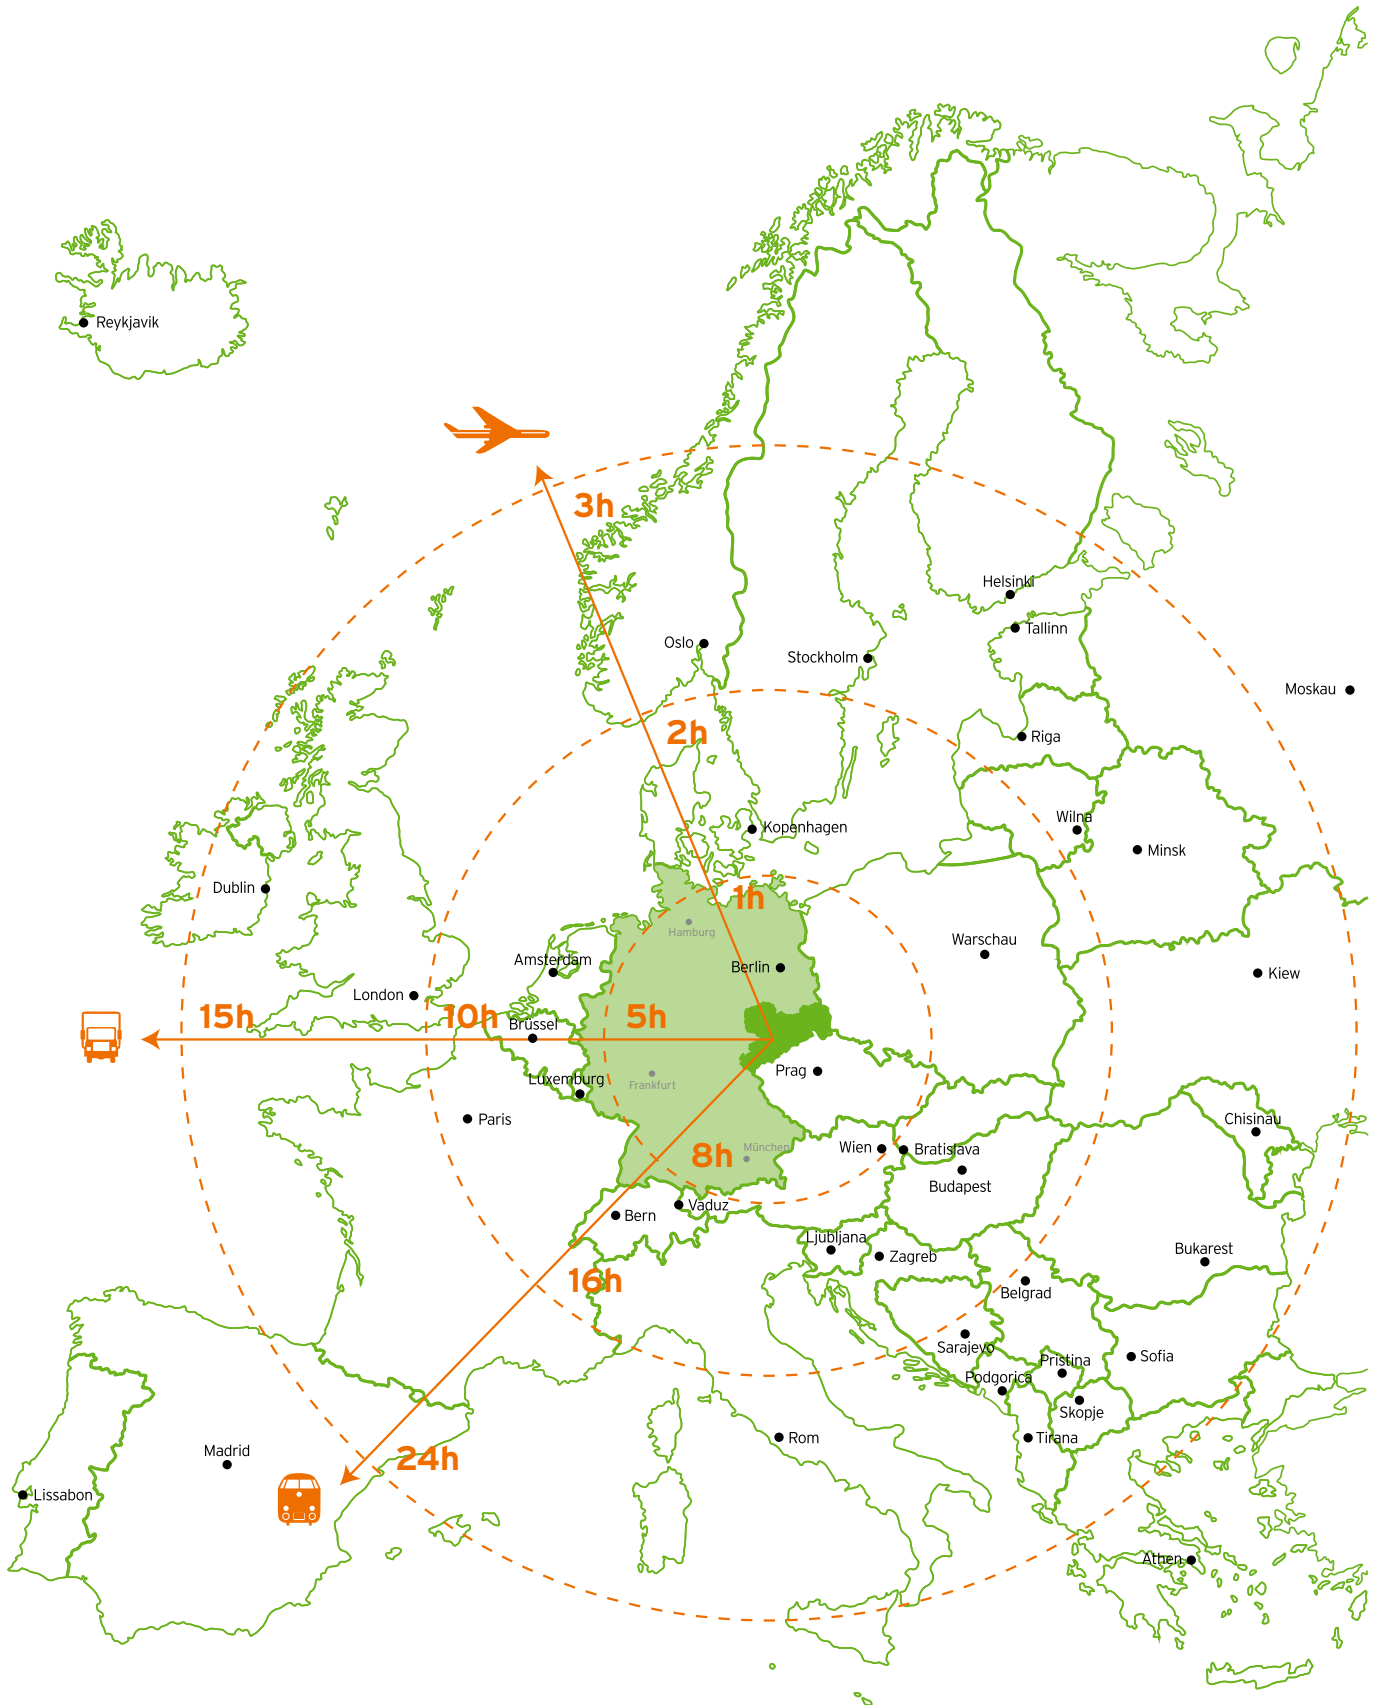 Reykjavik
3h
Helsinki
Tallinn
Oslo
Stockholm
Moskau
2h
Riga
Wilna
Kopenhagen
Minsk
Dublin
1h
Hamburg
Warschau
Amsterdam
Berlin
Kiew
London
15h
10h
5h
Brüssel
Prag
Luxemburg
Frankfurt
Paris
Chisinau
8h
München
Wien
Bratislava
Budapest
Vaduz
Bern
Ljubljana
Zagreb
Bukarest
16h
Belgrad
Sarajevo
Pristina
Sofia
Podgorica
Skopje
Rom
Tirana
Madrid
24h
Lissabon
Athen